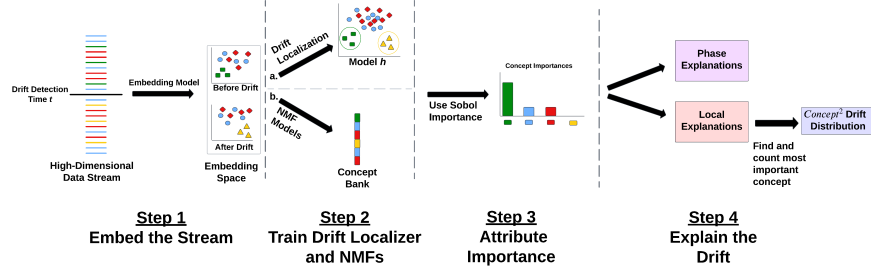 Drift Detection
Time t
High-Dimensional
Data Stream
Embedding Model
Before Drift
After Drift
Embedding
Space
Step 1
Embed the Stream
a.
Drift
Localization
Model h
b.
NMF
Models
Concept
Bank
Step 2
Train Drift Localizer
and NMFs
Use Sobol
Importance
Concept Importances
Step 3
Attribute
Importance
Phase
Explanations
Local
Explanations
Find and
count most
important
concept
Concept² Drift
Distribution
Step 4
Explain the
Drift